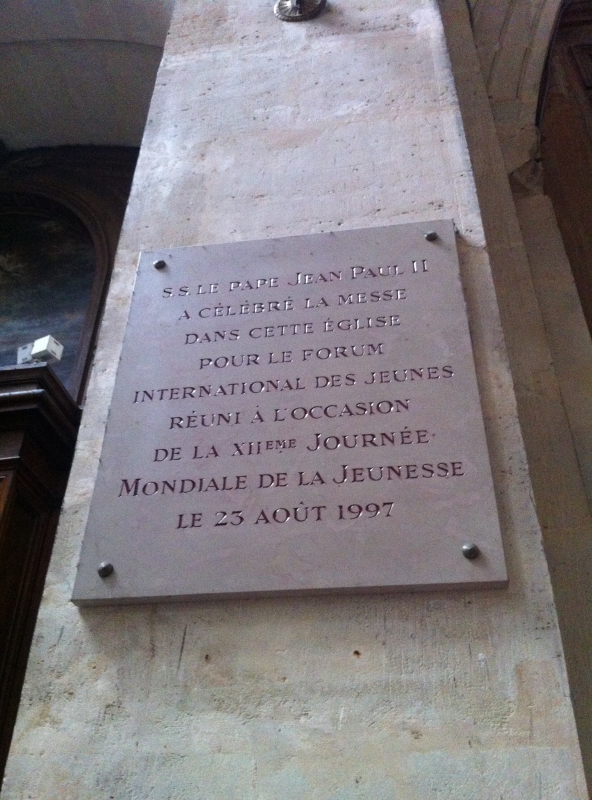 S.S. LE PAPE JEAN PAUL II
A CÉLÉBRÉ LA MESSE
DANS CETTE ÉGLISE
POUR LE FORUM
INTERNATIONAL DES JEUNES
RÉUNI À L'OCCASION
DE LA XIIEME JOURNÉE
MONDIALE DE LA JEUNESSE
LE 23 AOÛT 1997